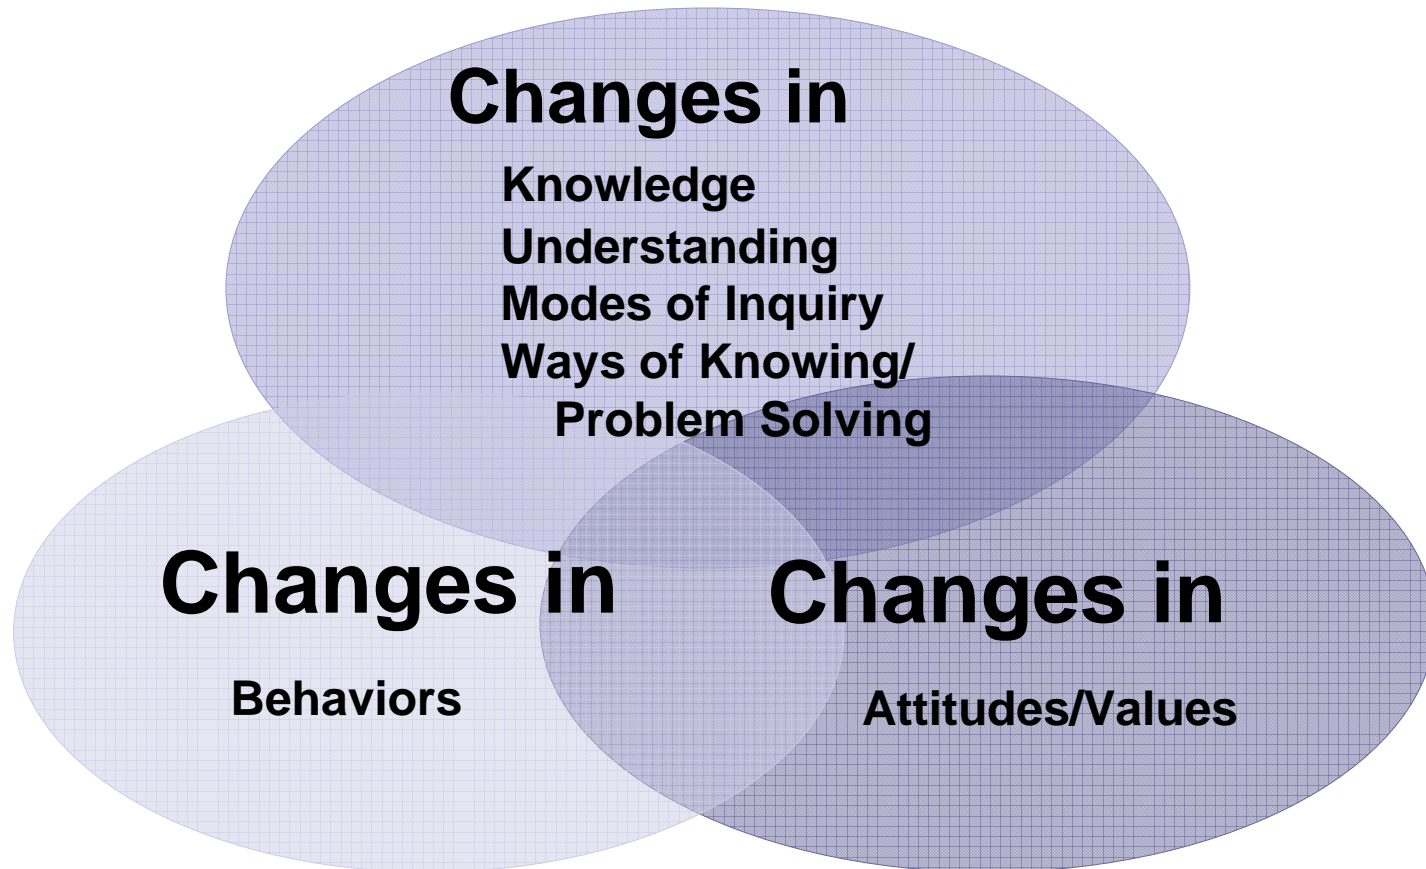 Changes in
Knowledge
Understanding
Modes of Inquiry
Ways of Knowing/
Problem Solving
Changes in
Behaviors
Changes in
Attitudes/Values